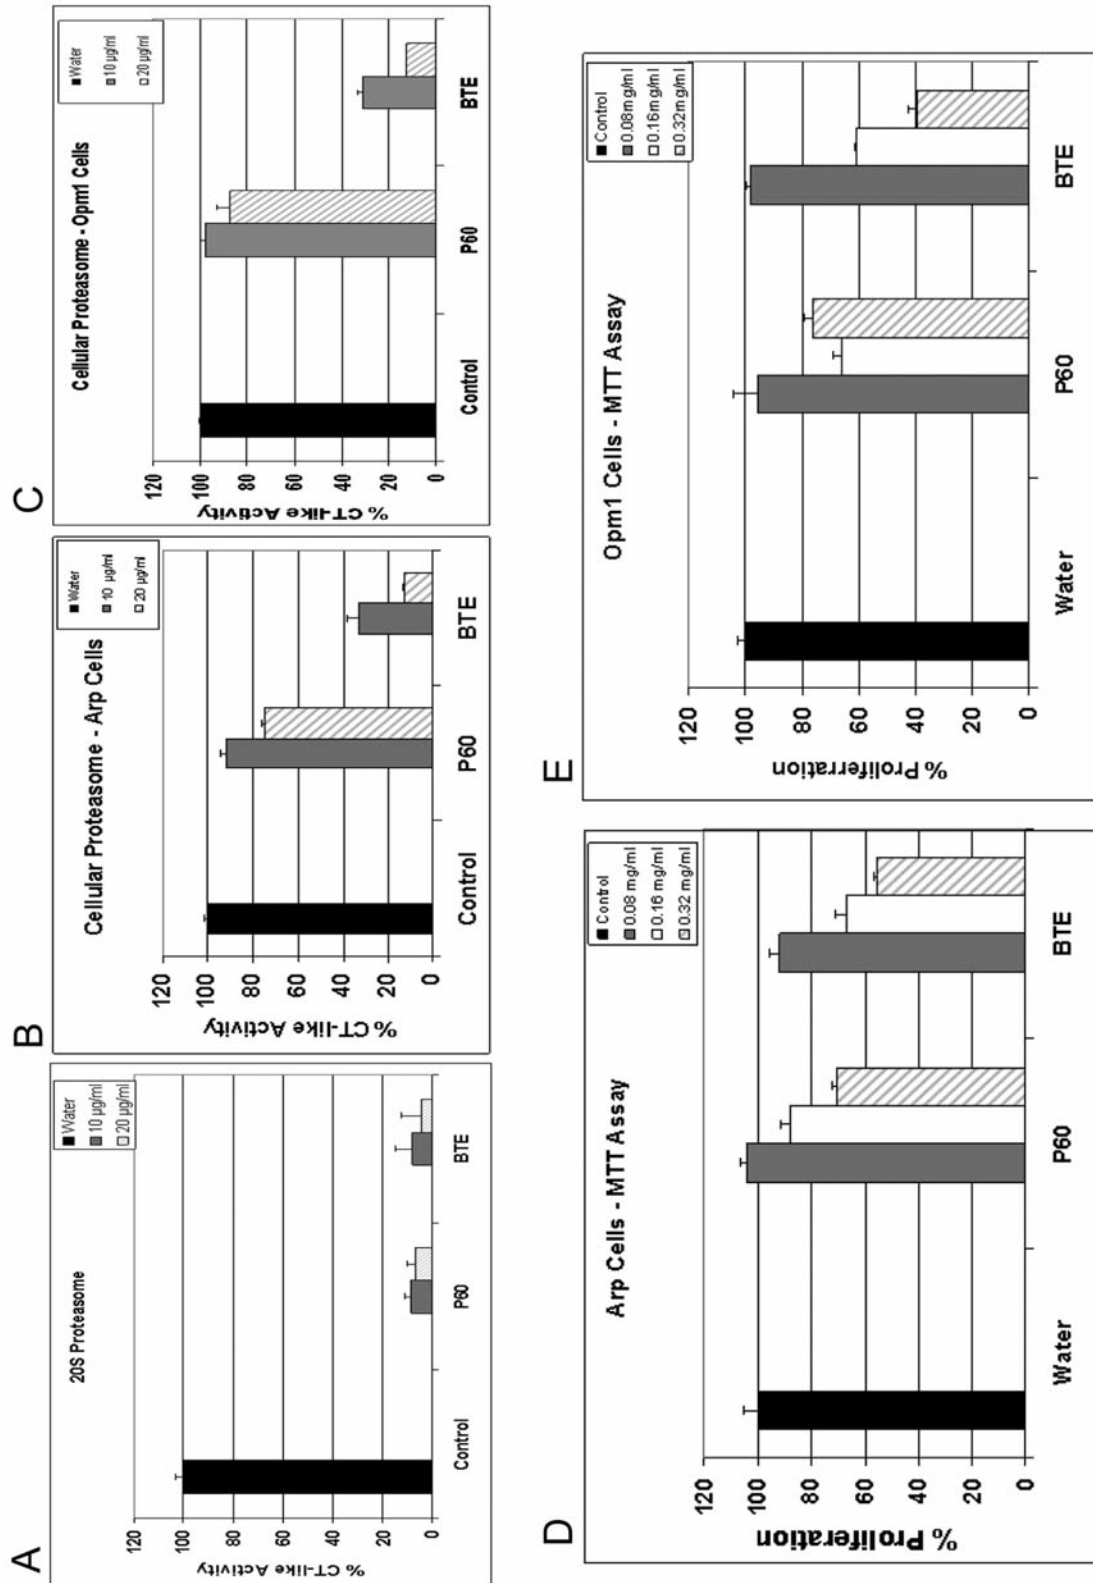 A
20S Proteasome
Water
10 µg/ml
20 µg/ml
% CT-like Activity
120
100
80
60
40
20
0
Control
P60
BTE
B
Cellular Proteasome - Arp Cells
Water
10 µg/ml
20 µg/ml
% CT-like Activity
120
100
80
60
40
20
0
Control
P60
BTE
C
Cellular Proteasome - Opm1 Cells
Water
10 µg/ml
20 µg/ml
% CT-like Activity
120
100
80
60
40
20
0
Control
P60
BTE
D
Arp Cells - MTT Assay
Control
0.08 mg/ml
0.16 mg/ml
0.32 mg/ml
% Proliferation
120
100
80
60
40
20
0
Water
P60
BTE
E
Opm1 Cells - MTT Assay
Control
0.08mg/ml
0.16mg/ml
0.32mg/ml
% Proliferration
120
100
80
60
40
20
0
Water
P60
BTE